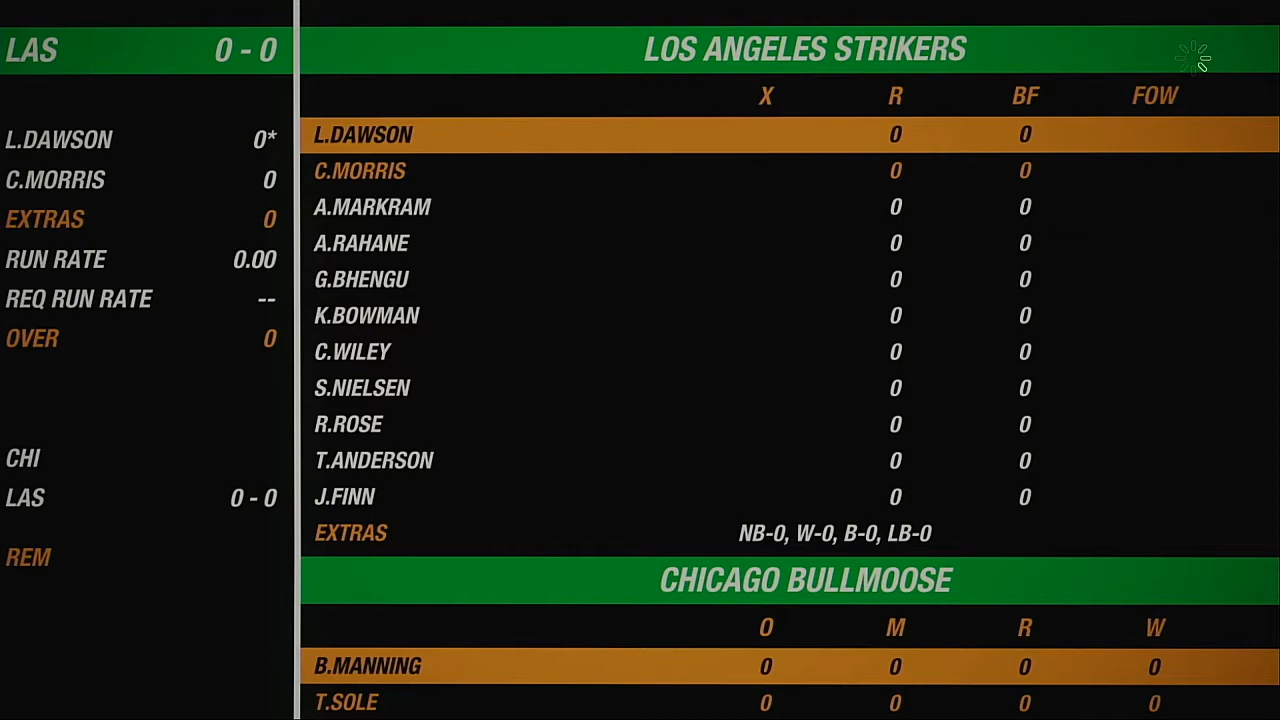 LAS 0 - 0
L.DAWSON 0*
C.MORRIS 0
EXTRAS 0
RUN RATE 0.00
REQ RUN RATE --
OVER 0
CHI
LAS 0 - 0
REM
LOS ANGELES STRIKERS
X R BF FOW
L.DAWSON 0 0
C.MORRIS 0 0
A.MARKRAM 0 0
A.RAHANE 0 0
G.BHENGU 0 0
K.BOWMAN 0 0
C.WILEY 0 0
S.NIELSEN 0 0
R.ROSE 0 0
T.ANDERSON 0 0
J.FINN 0 0
EXTRAS NB-0, W-0, B-0, LB-0
CHICAGO BULLMOOSE
O M R W
B.MANNING 0 0 0 0
T.SOLE 0 0 0 0